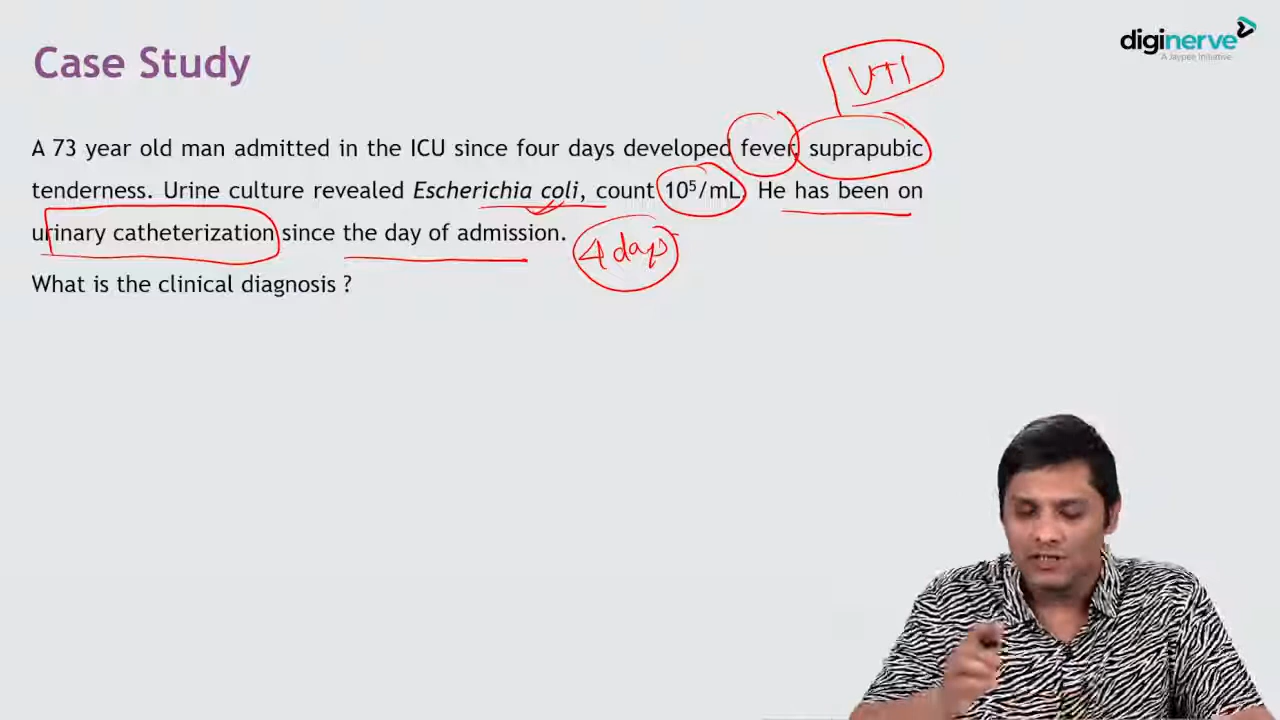 Case Study
diginerve
A Jaypee Initiative
UTI
A 73 year old man admitted in the ICU since four days developed fever, suprapubic
tenderness. Urine culture revealed Escherichia coli, count 10⁵/mL. He has been on
urinary catheterization since the day of admission.
4 days
What is the clinical diagnosis ?